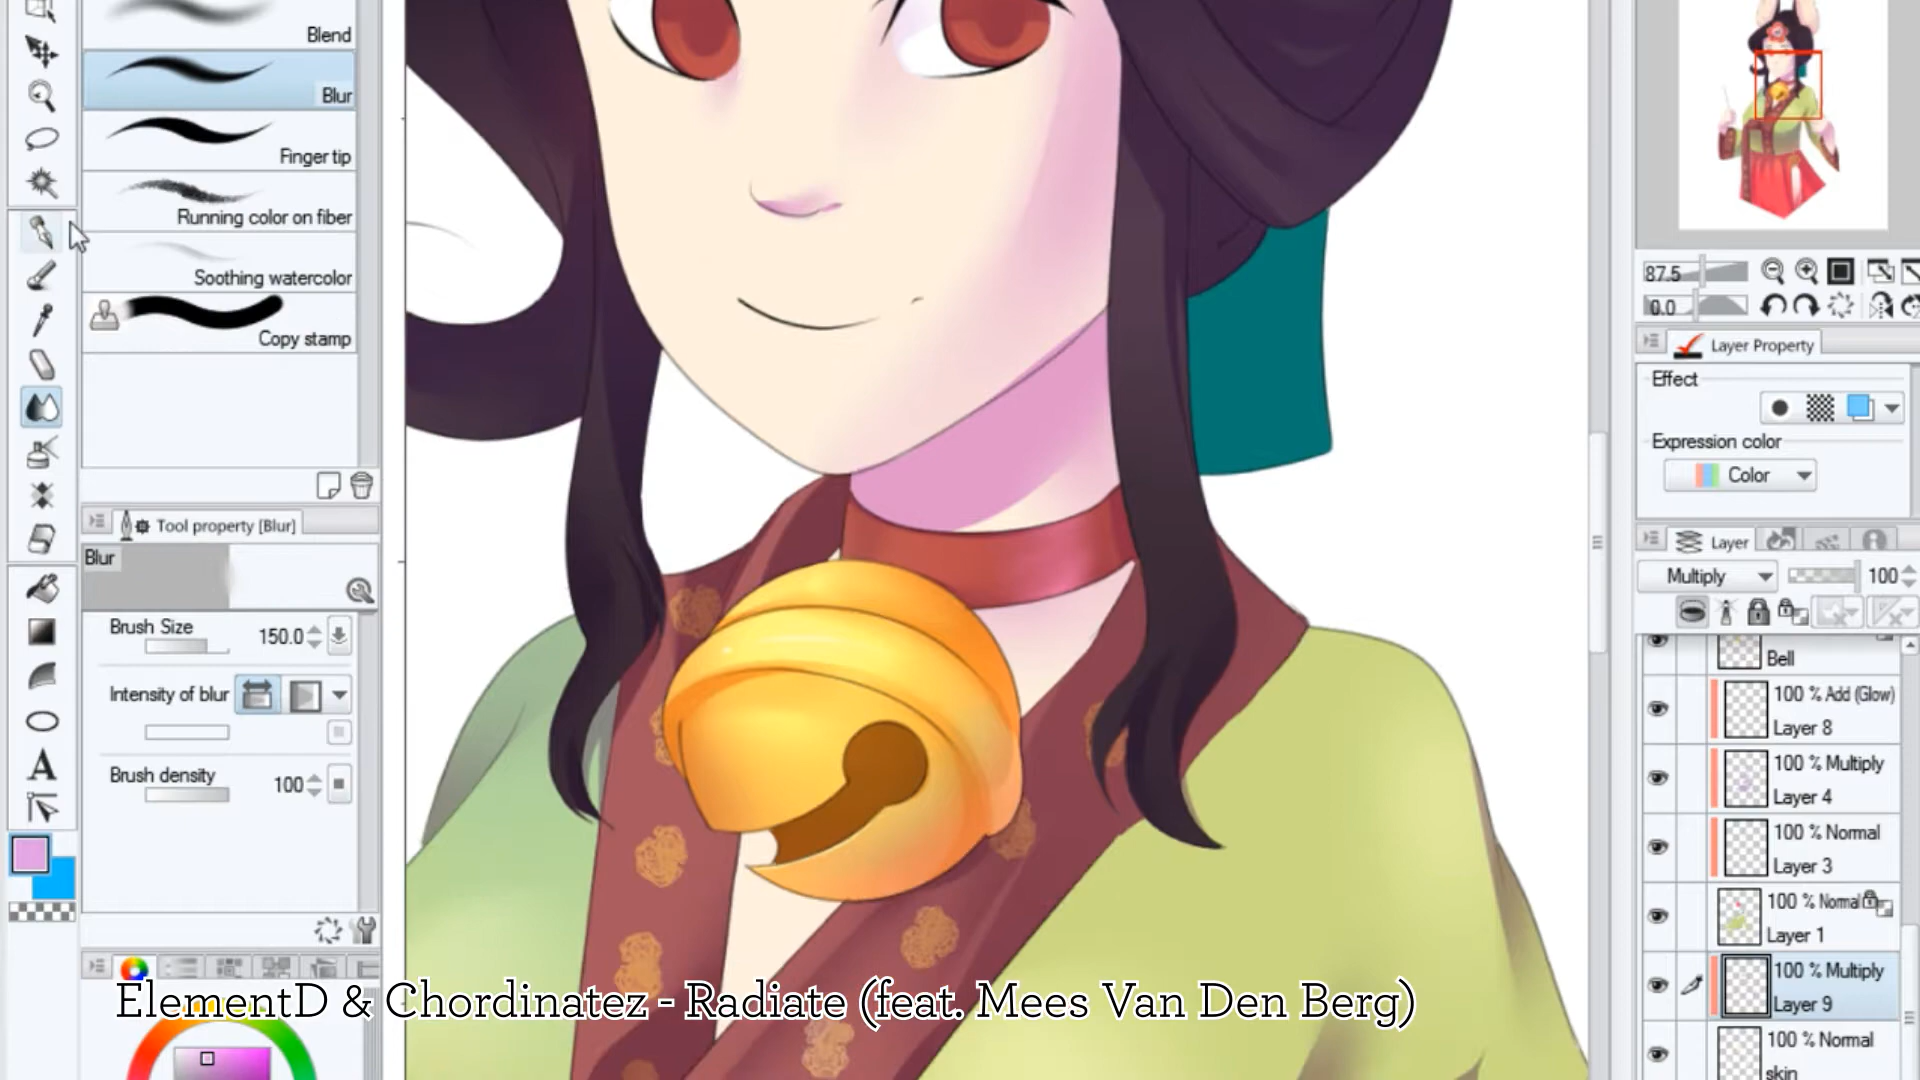 Blend
Blur
Finger tip
Running color on fiber
Soothing watercolor
Copy stamp
Tool property [Blur]
Blur
Brush Size 150.0
Intensity of blur
Brush density 100
87.5
0.0
Layer Property
Effect
Expression color
Color
Layer
Multiply 100
Bell
100 % Add (Glow)
Layer 8
100 % Multiply
Layer 4
100 % Normal
Layer 3
100 % Normal
Layer 1
100 % Multiply
Layer 9
100 % Normal
skin
A
ElementD & Chordinatez - Radiate (feat. Mees Van Den Berg)